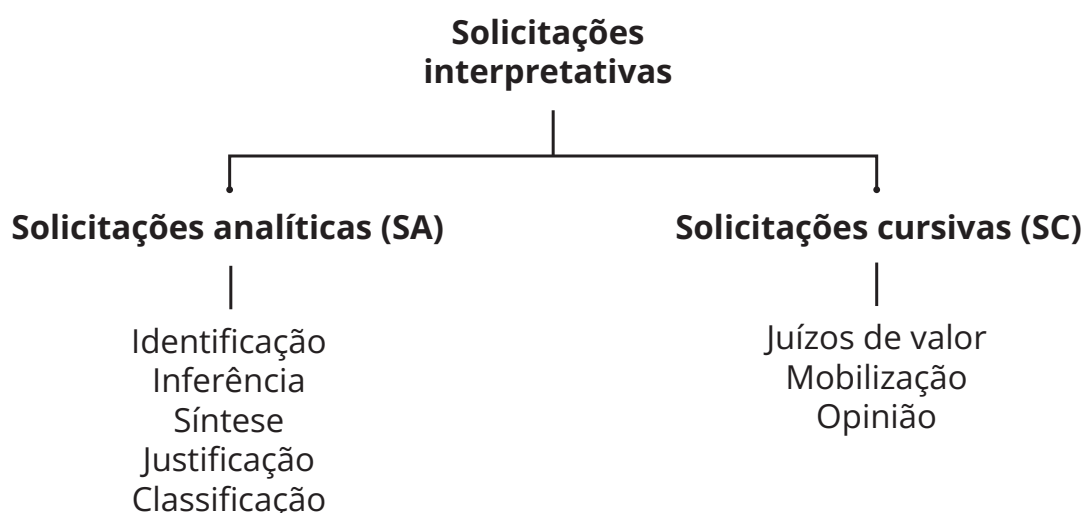 Solicitações
interpretativas
Solicitações analíticas (SA)
Identificação
Inferência
Síntese
Justificação
Classificação
Solicitações cursivas (SC)
Juízos de valor
Mobilização
Opinião